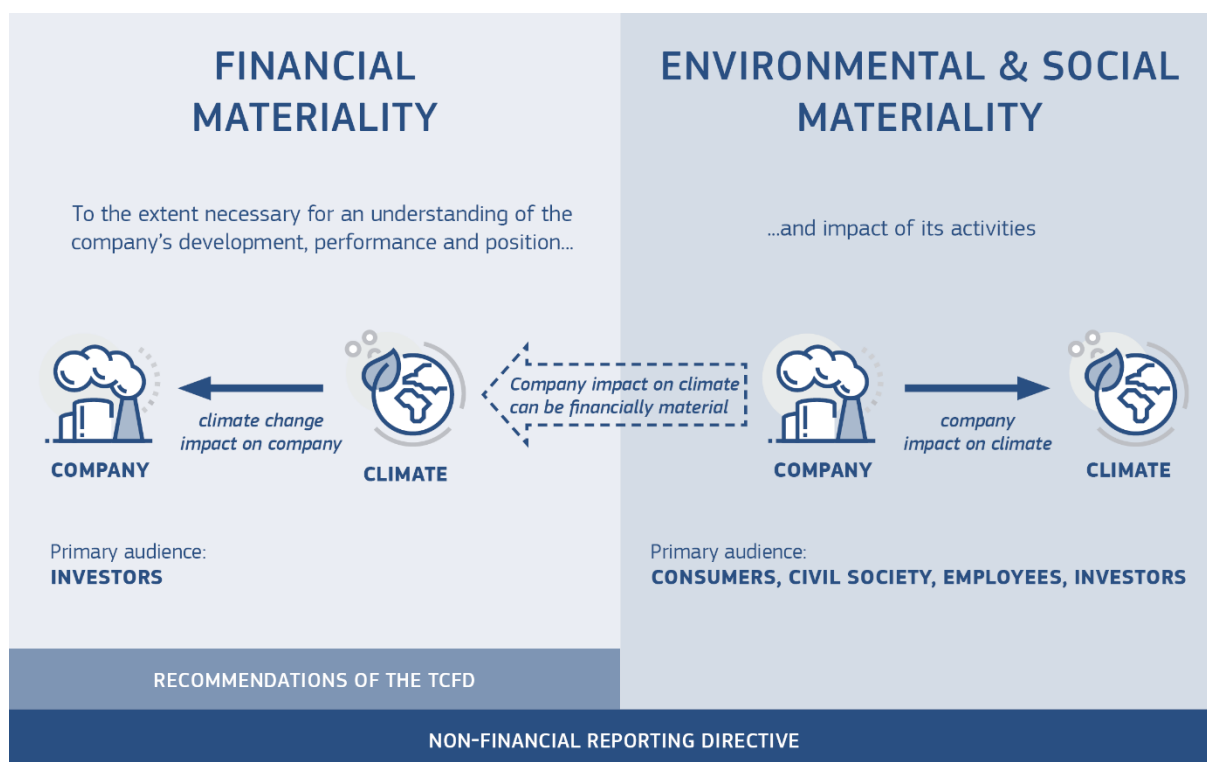 FINANCIAL
MATERIALITY
To the extent necessary for an understanding of the
company's development, performance and position...
climate change
impact on company
COMPANY
CLIMATE
Primary audience:
INVESTORS
RECOMMENDATIONS OF THE TCFD
Company impact on climate
can be financially material
ENVIRONMENTAL & SOCIAL
MATERIALITY
...and impact of its activities
company
impact on climate
COMPANY
CLIMATE
Primary audience:
CONSUMERS, CIVIL SOCIETY, EMPLOYEES, INVESTORS
NON-FINANCIAL REPORTING DIRECTIVE